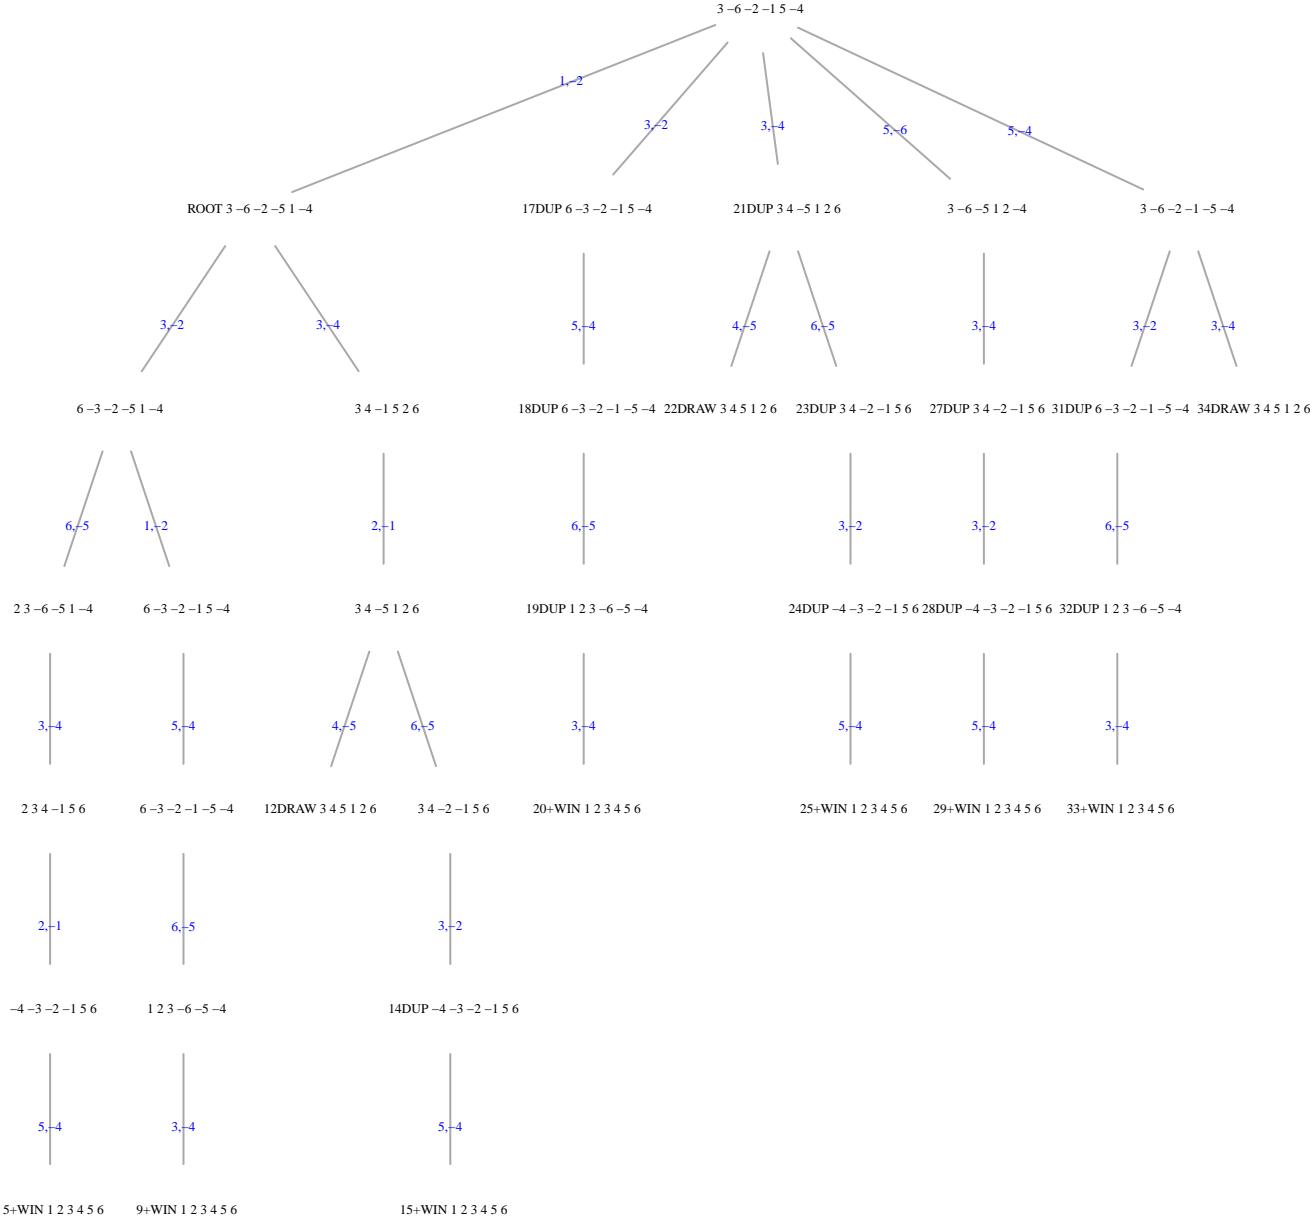 3 –6 –2 –1 5 –4
1,–2
3,–2
3,–4
5,–6
5,–4
ROOT 3 –6 –2 –5 1 –4
17DUP 6 –3 –2 –1 5 –4
21DUP 3 4 –5 1 2 6
3 –6 –5 1 2 –4
3 –6 –2 –1 –5 –4
3,–2
3,–4
5,–4
4,–5
6,–5
3,–4
3,–2
3,–4
6 –3 –2 –5 1 –4
3 4 –1 5 2 6
18DUP 6 –3 –2 –1 –5 –4
22DRAW 3 4 5 1 2 6
23DUP 3 4 –2 –1 5 6
27DUP 3 4 –2 –1 5 6
31DUP 6 –3 –2 –1 –5 –4
34DRAW 3 4 5 1 2 6
6,–5
1,–2
2,–1
6,–5
3,–2
3,–2
6,–5
2 3 –6 –5 1 –4
6 –3 –2 –1 5 –4
3 4 –5 1 2 6
19DUP 1 2 3 –6 –5 –4
24DUP –4 –3 –2 –1 5 6
28DUP –4 –3 –2 –1 5 6
32DUP 1 2 3 –6 –5 –4
3,–4
5,–4
4,–5
6,–5
3,–4
5,–4
5,–4
3,–4
2 3 4 –1 5 6
6 –3 –2 –1 –5 –4
12DRAW 3 4 5 1 2 6
3 4 –2 –1 5 6
20+WIN 1 2 3 4 5 6
25+WIN 1 2 3 4 5 6
29+WIN 1 2 3 4 5 6
33+WIN 1 2 3 4 5 6
2,–1
6,–5
3,–2
–4 –3 –2 –1 5 6
1 2 3 –6 –5 –4
14DUP –4 –3 –2 –1 5 6
5,–4
3,–4
5,–4
5+WIN 1 2 3 4 5 6
9+WIN 1 2 3 4 5 6
15+WIN 1 2 3 4 5 6